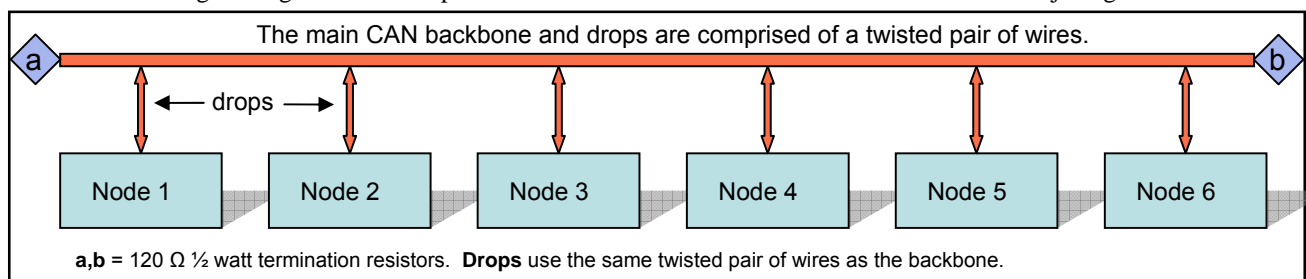 The main CAN backbone and drops are comprised of a twisted pair of wires.
a b
drops
Node 1 Node 2 Node 3 Node 4 Node 5 Node 6
a,b = 120 Ω ½ watt termination resistors. Drops use the same twisted pair of wires as the backbone.